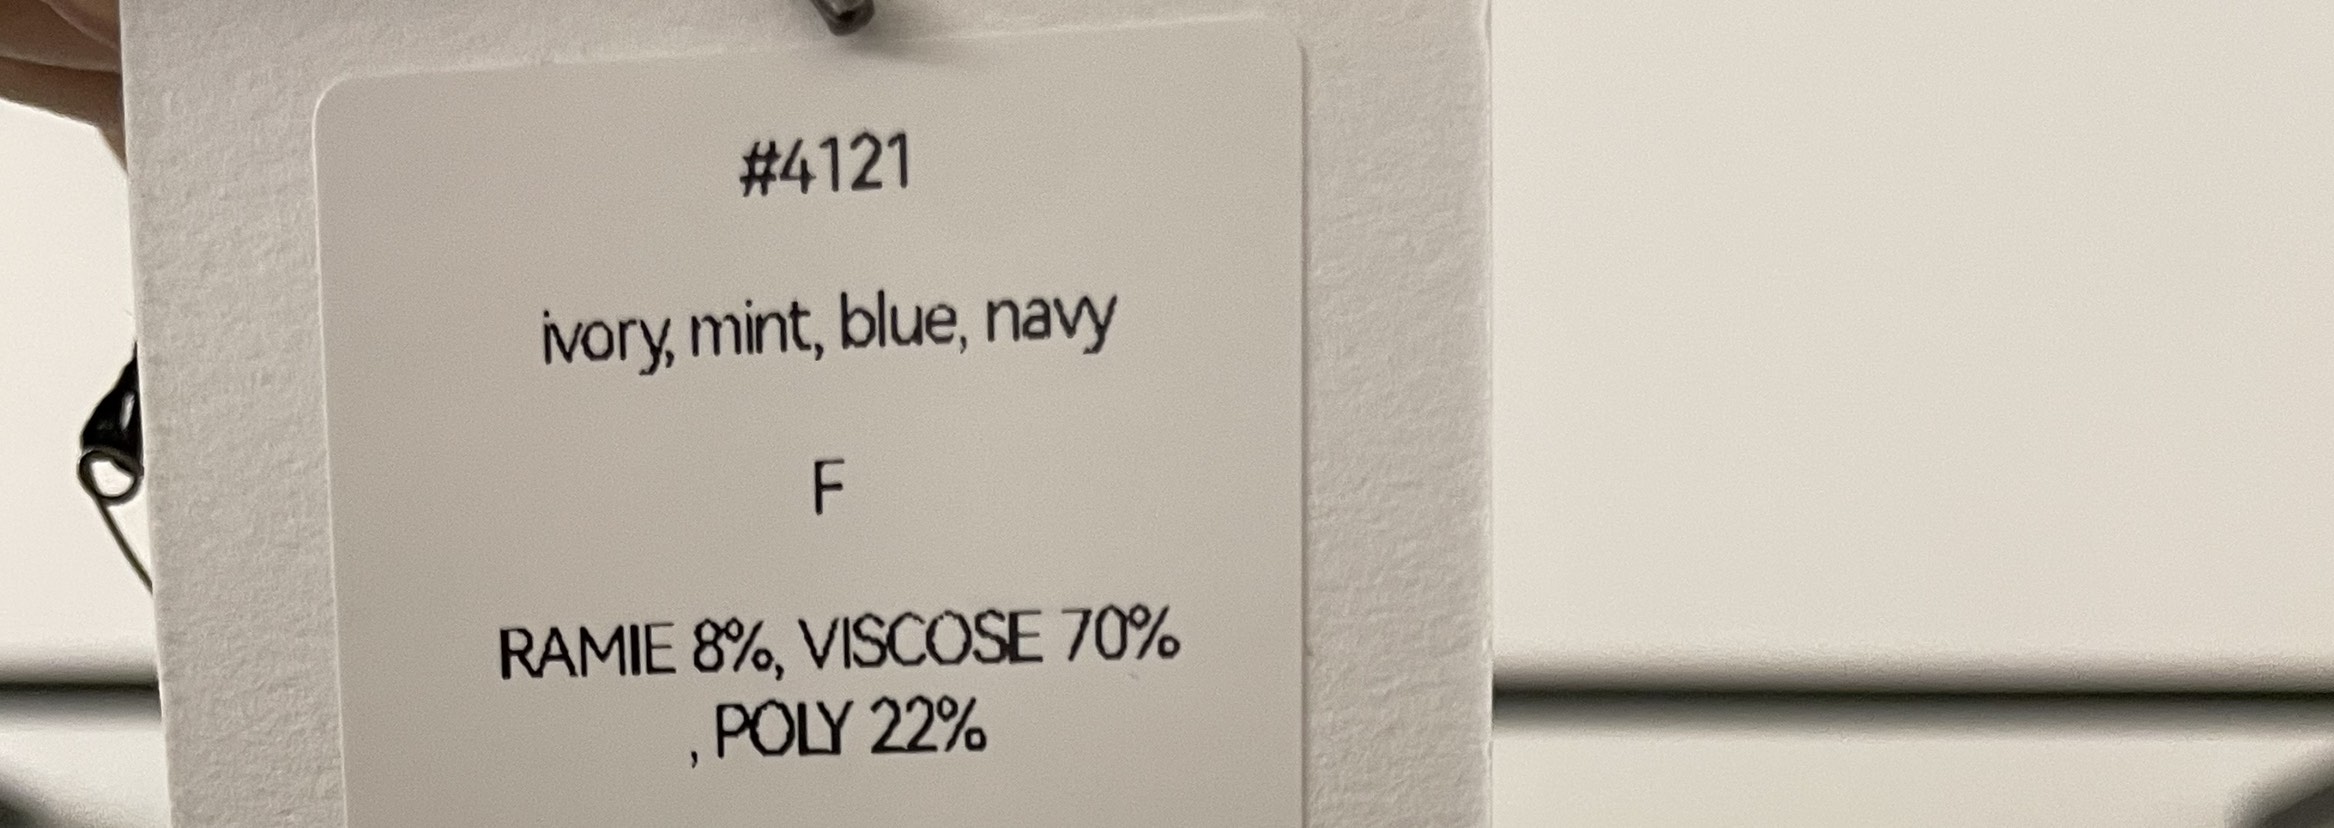 #4121
ivory, mint, blue, navy
F
RAMIE 8%, VISCOSE 70%
, POLY 22%